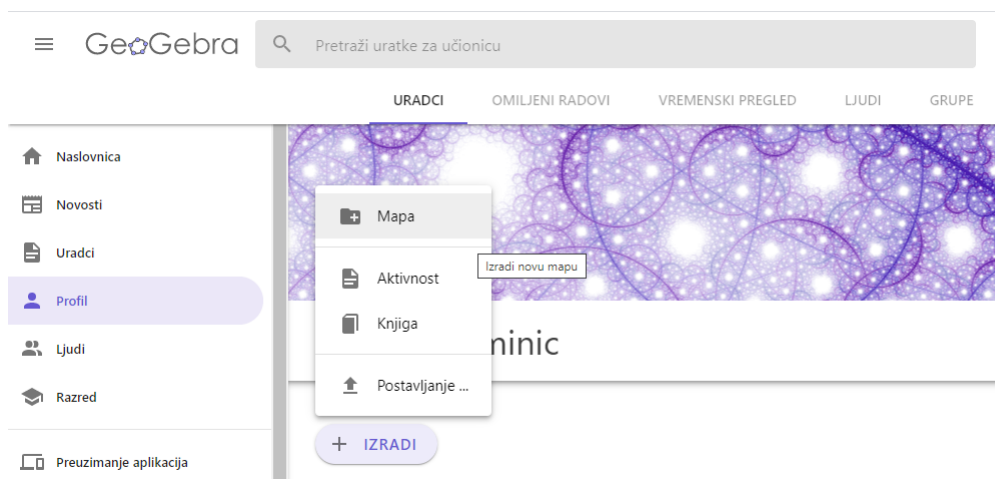 GeoGebra
Pretraži uratke za učionicu
URADCI OMILJENI RADOVI VREMENSKI PREGLED LJUDI GRUPE
Naslovnica
Novosti
Uradci
Profil
Ljudi
Razred
Preuzimanje aplikacija
Mapa
Izradi novu mapu
Aktivnost
Knjiga
Postavljanje ...
minic
+ IZRADI